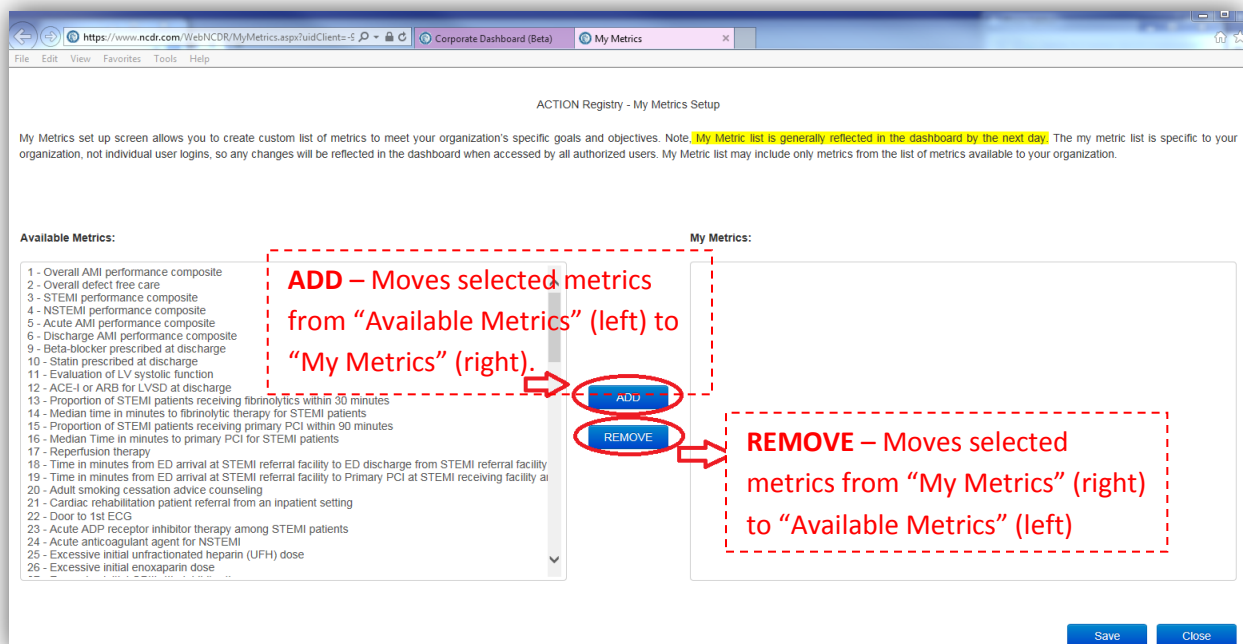 https://www.ncdr.com/WebNCDR/MyMetrics.aspx?uidClient=-5
Corporate Dashboard (Beta)
My Metrics
File Edit View Favorites Tools Help
ACTION Registry - My Metrics Setup
My Metrics set up screen allows you to create custom list of metrics to meet your organization's specific goals and objectives. Note, My Metric list is generally reflected in the dashboard by the next day. The my metric list is specific to your
organization, not individual user logins, so any changes will be reflected in the dashboard when accessed by all authorized users. My Metric list may include only metrics from the list of metrics available to your organization.
Available Metrics:
My Metrics:
1 - Overall AMI performance composite
2 - Overall defect free care
3 - STEMI performance composite
4 - NSTEMI performance composite
5 - Acute AMI performance composite
6 - Discharge AMI performance composite
9 - Beta-blocker prescribed at discharge
10 - Statin prescribed at discharge
11 - Evaluation of LV systolic function
12 - ACE-I or ARB for LVSD at discharge
13 - Proportion of STEMI patients receiving fibrinolytics within 30 minutes
14 - Median time in minutes to fibrinolytic therapy for STEMI patients
15 - Proportion of STEMI patients receiving primary PCI within 90 minutes
16 - Median Time in minutes to primary PCI for STEMI patients
17 - Reperfusion therapy
18 - Time in minutes from ED arrival at STEMI referral facility to ED discharge from STEMI referral facility
19 - Time in minutes from ED arrival at STEMI referral facility to Primary PCI at STEMI receiving facility
20 - Adult smoking cessation advice counseling
21 - Cardiac rehabilitation patient referral from an inpatient setting
22 - Door to 1st ECG
23 - Acute ADP receptor inhibitor therapy among STEMI patients
24 - Acute anticoagulant agent for NSTEMI
25 - Excessive initial unfractionated heparin (UFH) dose
26 - Excessive initial enoxaparin dose
ADD – Moves selected metrics
from "Available Metrics" (left) to
"My Metrics" (right).
ADD
REMOVE
REMOVE – Moves selected
metrics from "My Metrics" (right)
to "Available Metrics" (left)
Save
Close